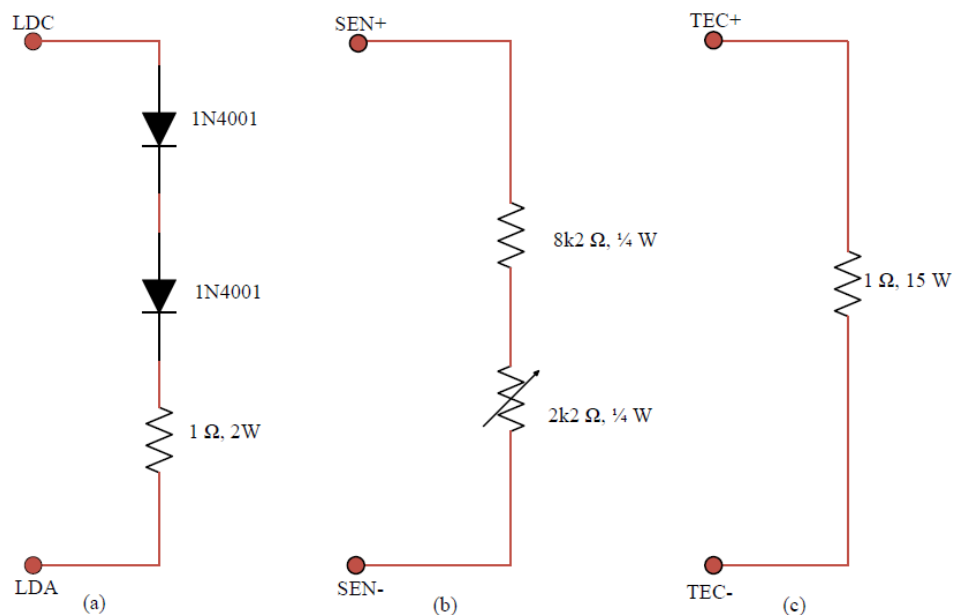 LDC
1N4001
1N4001
1 Ω, 2W
LDA
(a)
SEN+
8k2 Ω, ¼ W
2k2 Ω, ¼ W
SEN-
(b)
TEC+
1 Ω, 15 W
TEC-
(c)